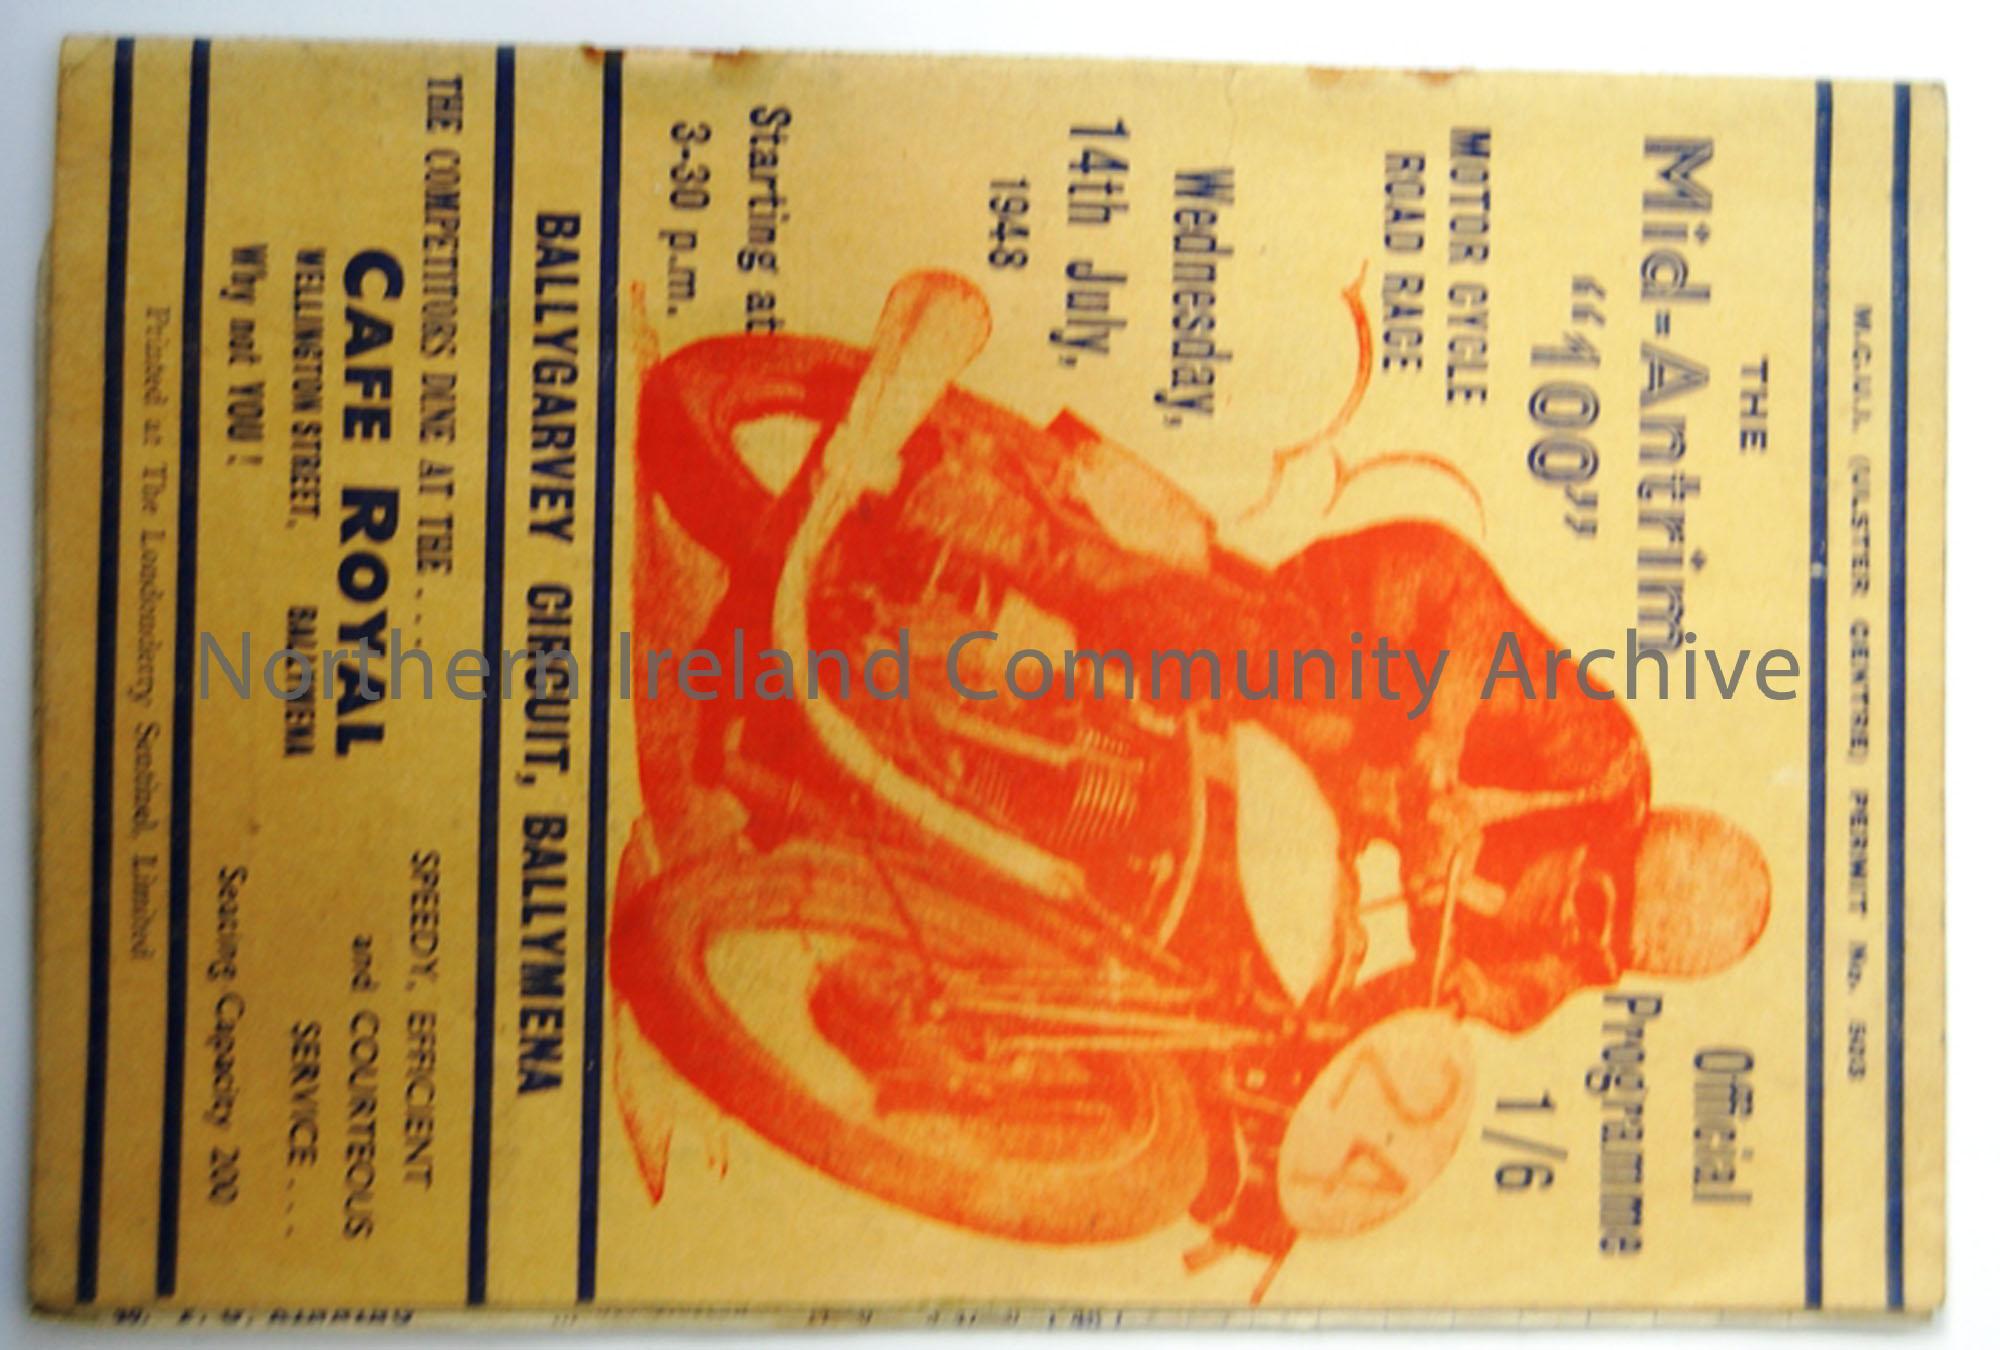 M.C.U.I. (ULSTER CENTRE) PERMIT No. 503
THE
Mid-Antrim
"100"
MOTOR CYCLE
ROAD RACE
Wednesday,
14th July,
1948
Starting at
3-30 p.m.
Official
Programme
1/6
24
BALLYGARVEY CIRCUIT, BALLYMENA
THE COMPETITORS DINE AT THE . . .
CAFE ROYAL
WELLINGTON STREET, BALLYMENA
Why not YOU!
SPEEDY, EFFICIENT
and COURTEOUS
SERVICE . . .
Seating Capacity 200
Printed at The Londonderry Sentinel, Limited
Northern Ireland Community Archive